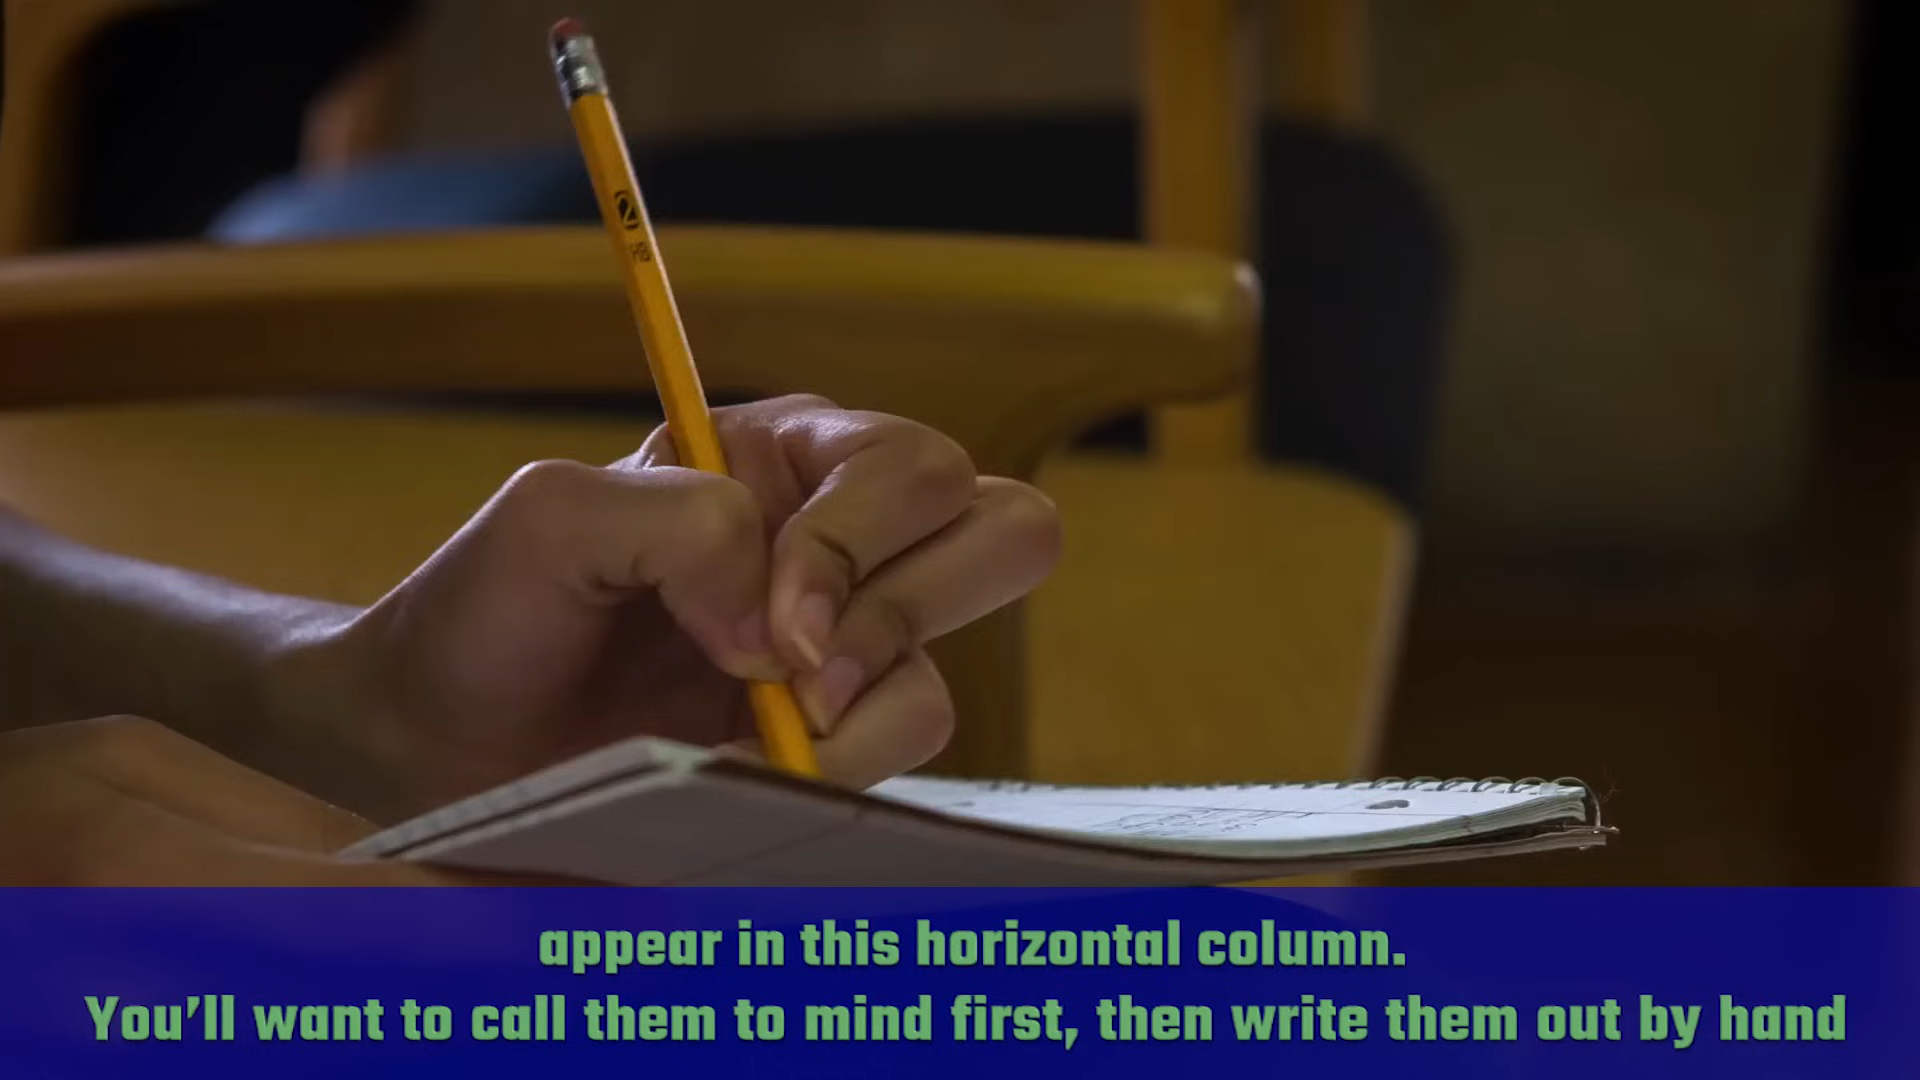 HB
appear in this horizontal column.
You’ll want to call them to mind first, then write them out by hand